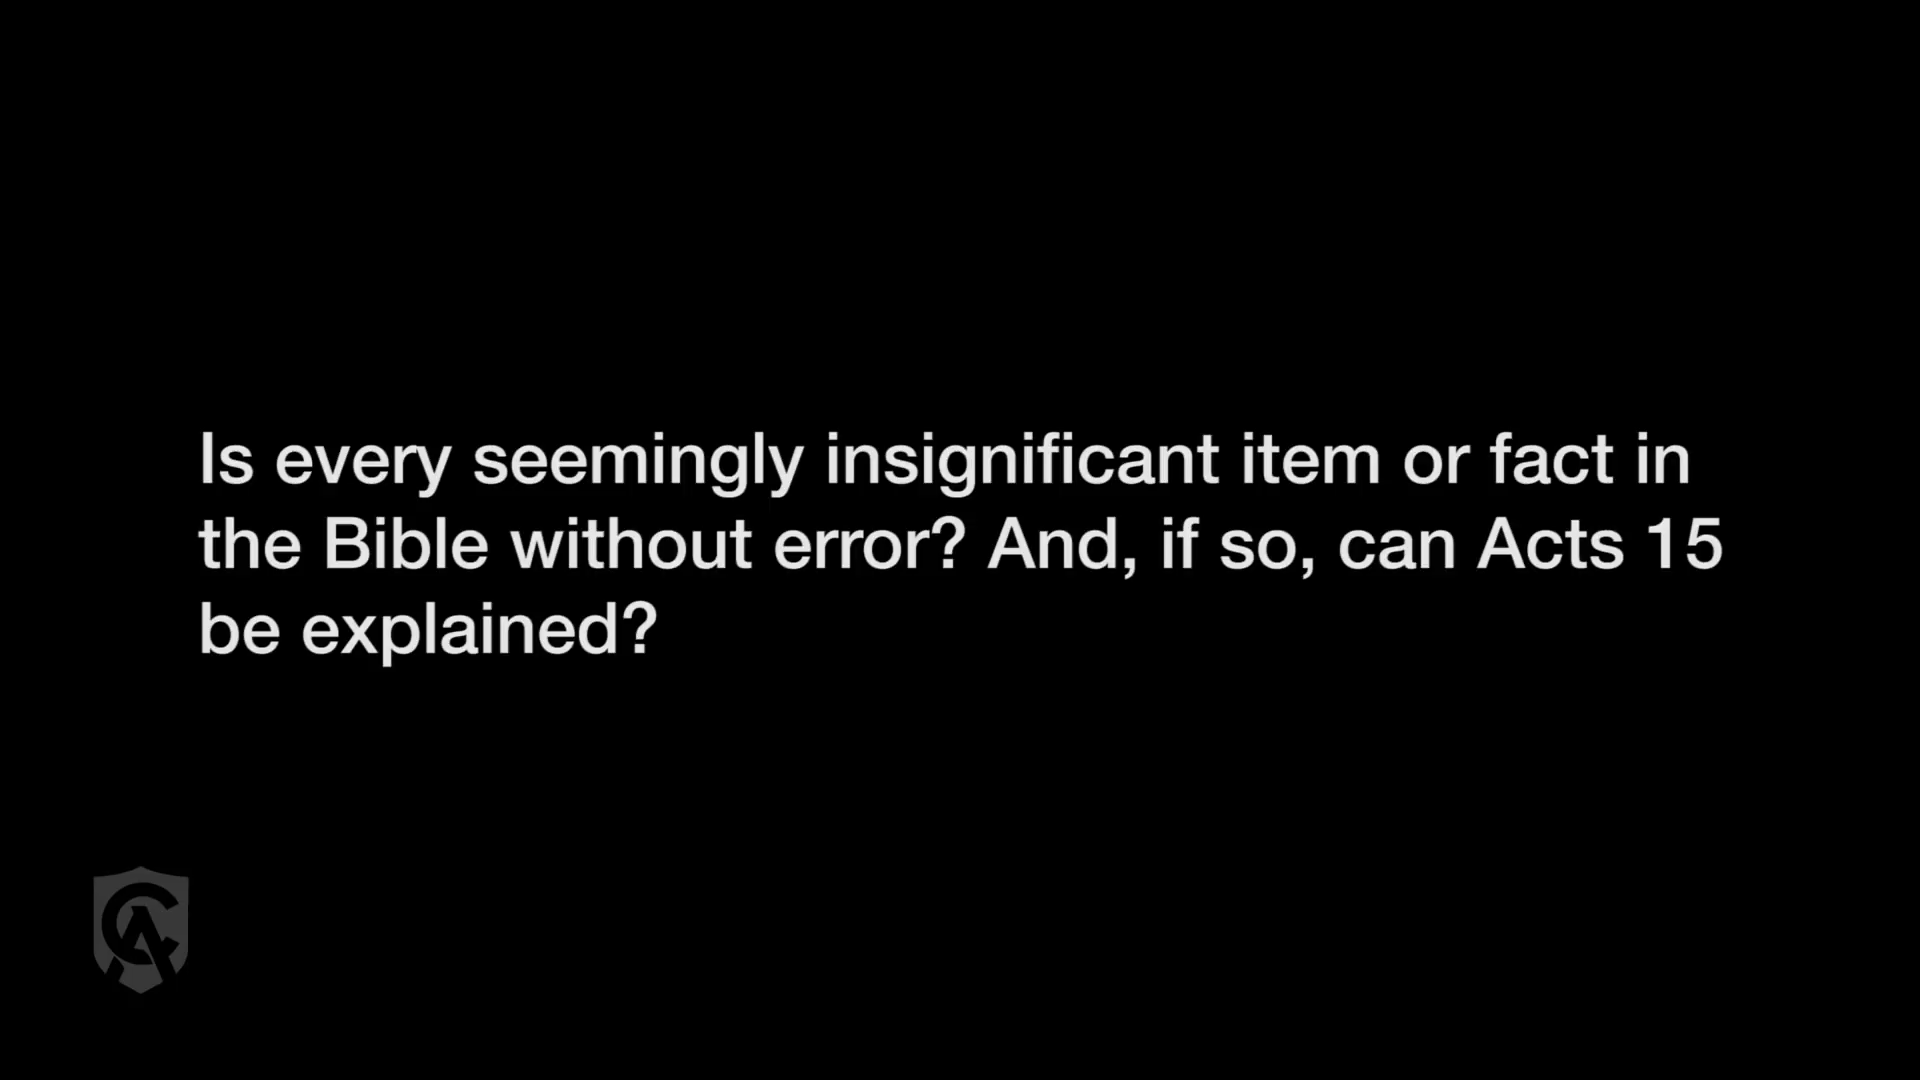 Is every seemingly insignificant item or fact in
the Bible without error? And, if so, can Acts 15
be explained?
CA